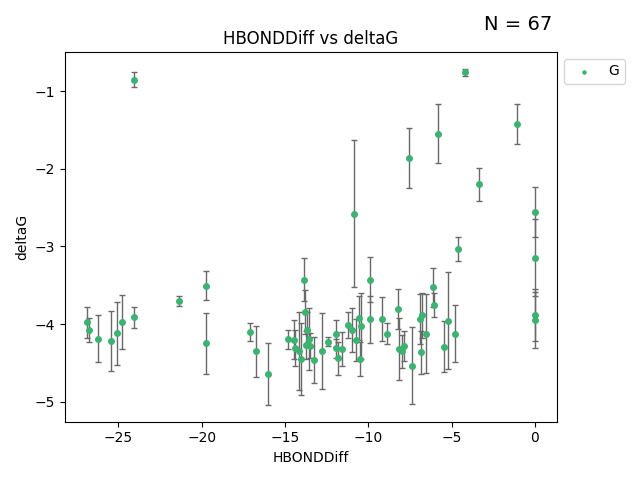 N = 67
HBONDDiff vs deltaG
G
deltaG
−1
−2
−3
−4
−5
−25 −20 −15 −10 −5 0
HBONDDiff